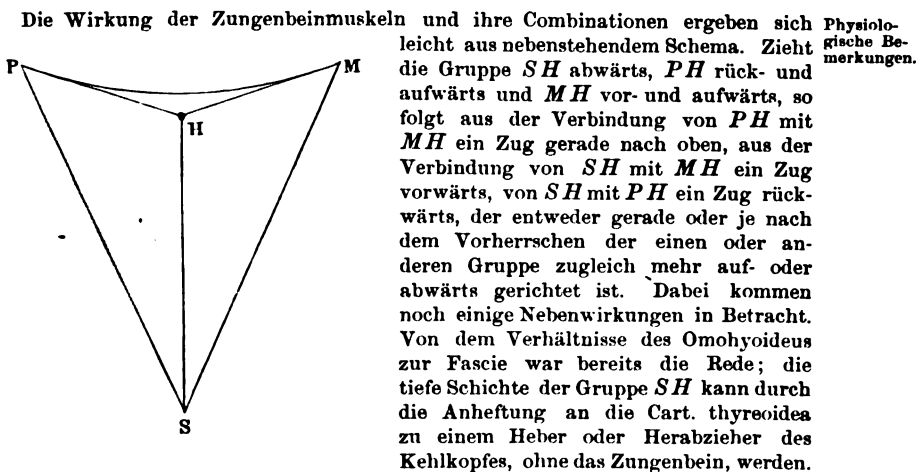 Die Wirkung der Zungenbeinmuskeln und ihre Combinationen ergeben sich
leicht aus nebenstehendem Schema. Zieht
die Gruppe SH abwärts, PH rück- und
aufwärts und MH vor- und aufwärts, so
folgt aus der Verbindung von PH mit
MH ein Zug gerade nach oben, aus der
Verbindung von SH mit MH ein Zug
vorwärts, von SH mit PH ein Zug rück-
wärts, der entweder gerade oder je nach
dem Vorherrschen der einen oder an-
deren Gruppe zugleich mehr auf- oder
abwärts gerichtet ist. Dabei kommen
noch einige Nebenwirkungen in Betracht.
Von dem Verhältnisse des Omohyoideus
zur Fascie war bereits die Rede; die
tiefe Schichte der Gruppe SH kann durch
die Anheftung an die Cart. thyreoidea
zu einem Heber oder Herabzieher des
Kehlkopfes, ohne das Zungenbein, werden.
Physiolo-
gische Be-
merkungen.
P
M
H
S